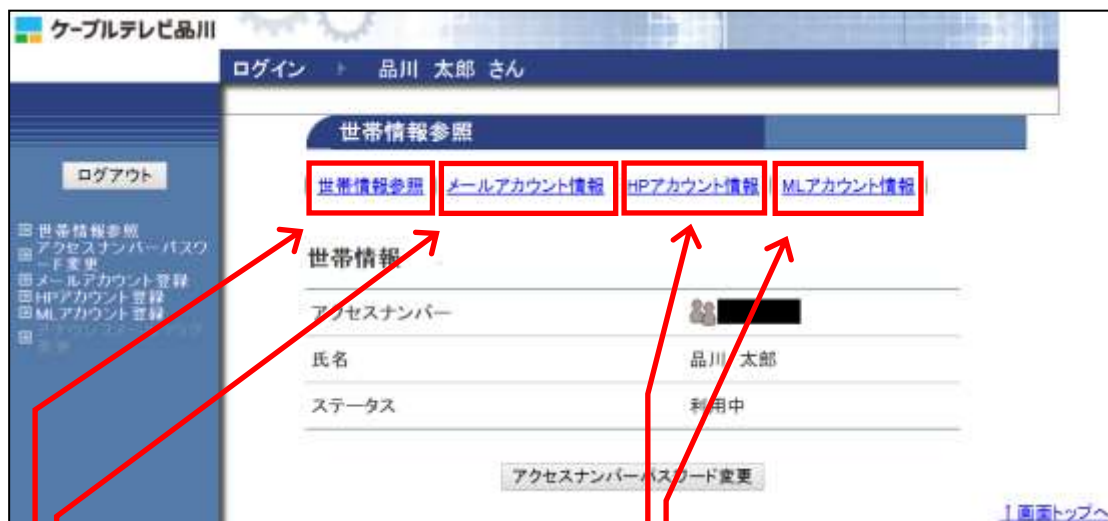 ケーブルテレビ品川
ログイン 品川 太郎 さん
世帯情報参照
ログアウト
世帯情報参照 メールアカウント情報 HPアカウント情報 MLアカウント情報
世帯情報参照
アクセスナンバーパスワ
ード変更
メールアカウント登録
HPアカウント登録
MLアカウント登録
世帯情報
アクセスナンバー
氏名 品川 太郎
ステータス 利用中
アクセスナンバーパスワード変更
↑画面トップへ